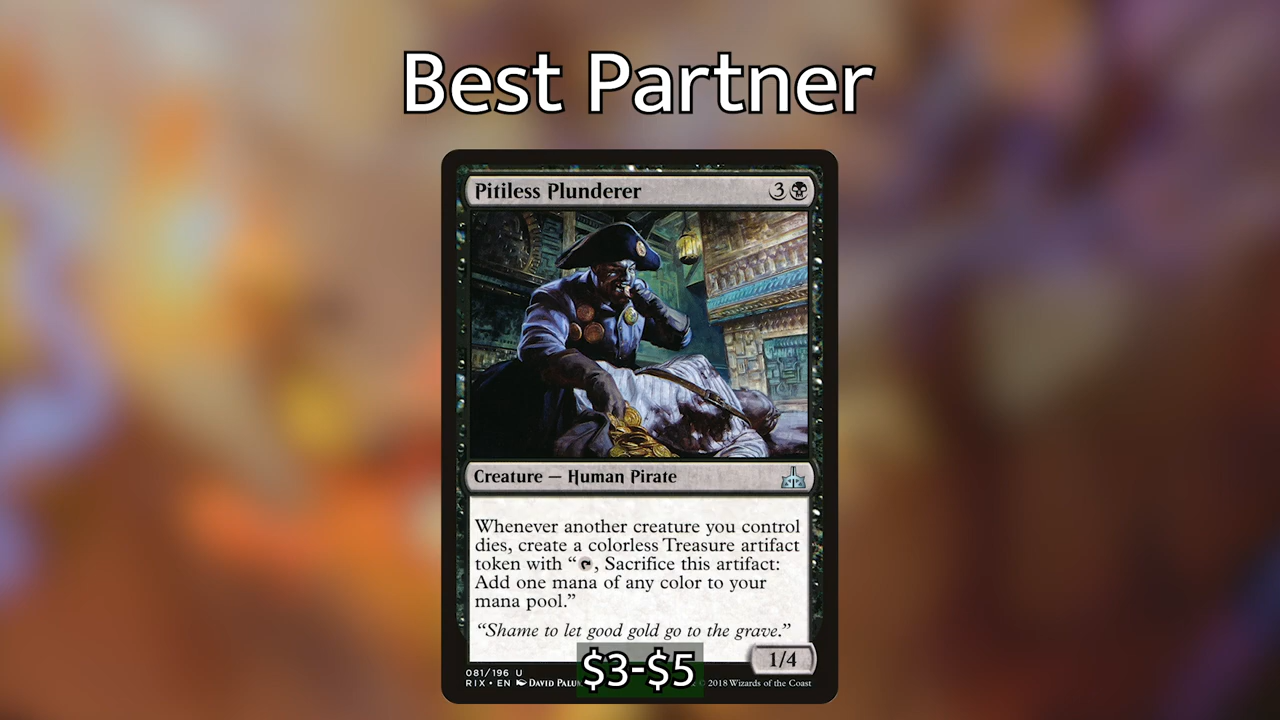 Best Partner
Pitiless Plunderer 3
Creature — Human Pirate
Whenever another creature you control
dies, create a colorless Treasure artifact
token with “, Sacrifice this artifact:
Add one mana of any color to your
mana pool.”
“Shame to let good gold go to the grave.”
1/4
$3-$5
081/196 U
RIX • EN DAVID © 2018 Wizards of the Coast